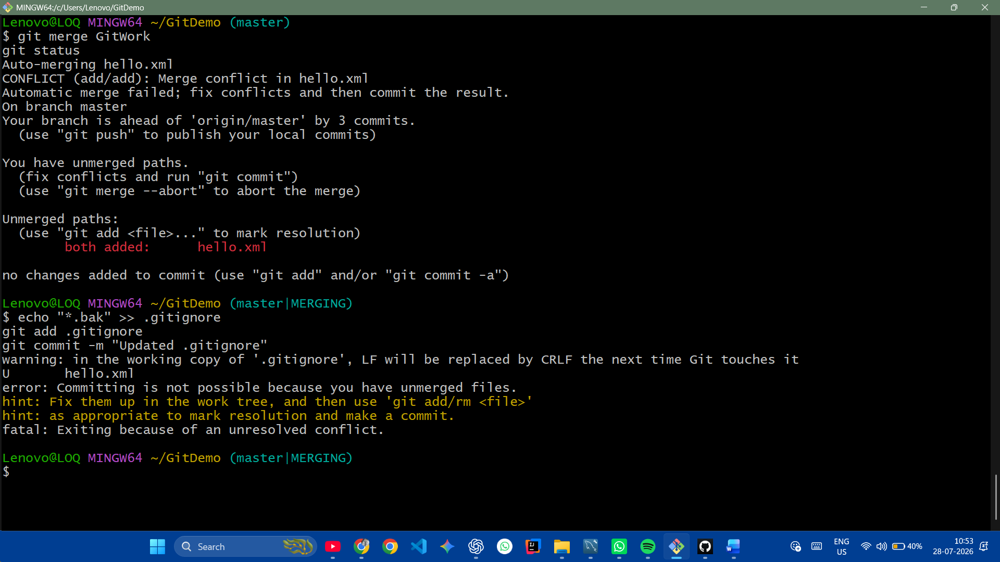 MINGW64:/c/Users/Lenovo/GitDemo
Lenovo@LOQ MINGW64 ~/GitDemo (master)
$ git merge GitWork
git status
Auto-merging hello.xml
CONFLICT (add/add): Merge conflict in hello.xml
Automatic merge failed; fix conflicts and then commit the result.
On branch master
Your branch is ahead of 'origin/master' by 3 commits.
  (use "git push" to publish your local commits)

You have unmerged paths.
  (fix conflicts and run "git commit")
  (use "git merge --abort" to abort the merge)

Unmerged paths:
  (use "git add <file>..." to mark resolution)
        both added:      hello.xml

no changes added to commit (use "git add" and/or "git commit -a")

Lenovo@LOQ MINGW64 ~/GitDemo (master|MERGING)
$ echo "*.bak" >> .gitignore
git add .gitignore
git commit -m "Updated .gitignore"
warning: in the working copy of '.gitignore', LF will be replaced by CRLF the next time Git touches it
U       hello.xml
error: Committing is not possible because you have unmerged files.
hint: Fix them up in the work tree, and then use 'git add/rm <file>'
hint: as appropriate to mark resolution and make a commit.
fatal: Exiting because of an unresolved conflict.

Lenovo@LOQ MINGW64 ~/GitDemo (master|MERGING)
$
Search
ENG
US
40%
10:53
28-07-2026